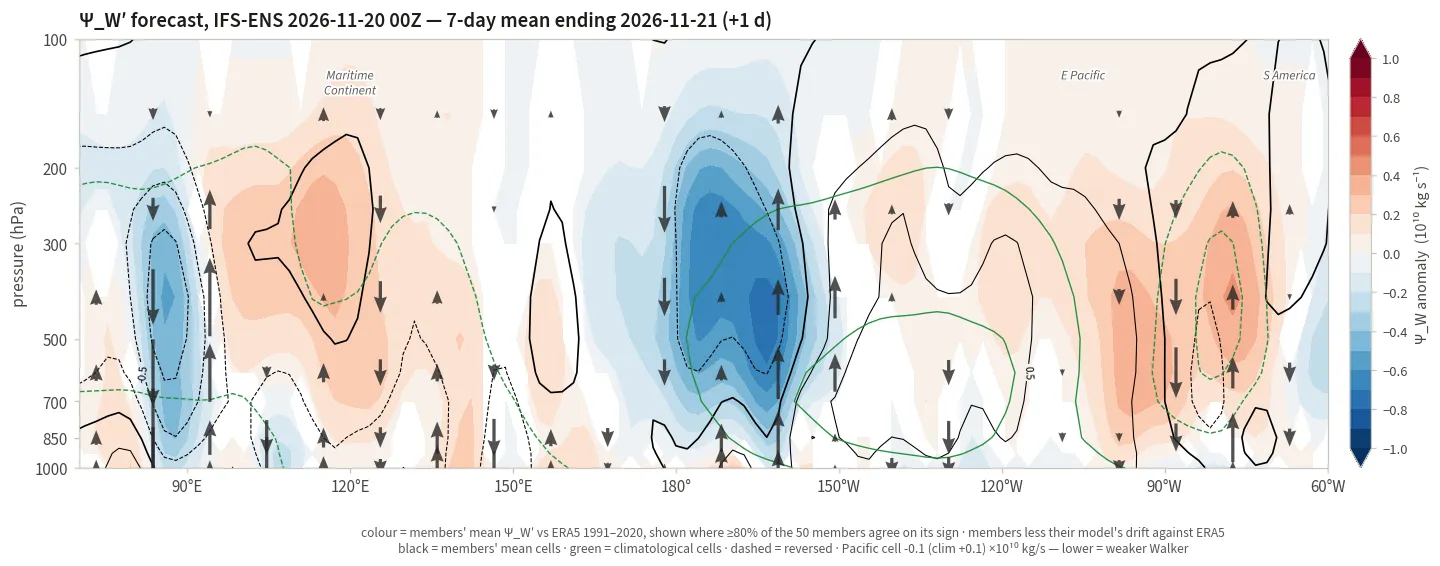 Ψ_W′ forecast, IFS-ENS 2026-11-20 00Z — 7-day mean ending 2026-11-21 (+1 d)
Maritime
Continent
E Pacific
S America
100
200
300
400
500
700
850
1000
pressure (hPa)
0.5
0.5
90°E
120°E
150°E
180°
150°W
120°W
90°W
60°W
1.0
0.8
0.6
0.4
0.2
0.0
−0.2
−0.4
−0.6
−0.8
−1.0
Ψ_W anomaly (10¹⁰ kg s⁻¹)
colour = members' mean Ψ_W′ vs ERA5 1991–2020, shown where ≥80% of the 50 members agree on its sign · members less their model's drift against ERA5
black = members' mean cells · green = climatological cells · dashed = reversed · Pacific cell -0.1 (clim +0.1) ×10¹⁰ kg/s — lower = weaker Walker